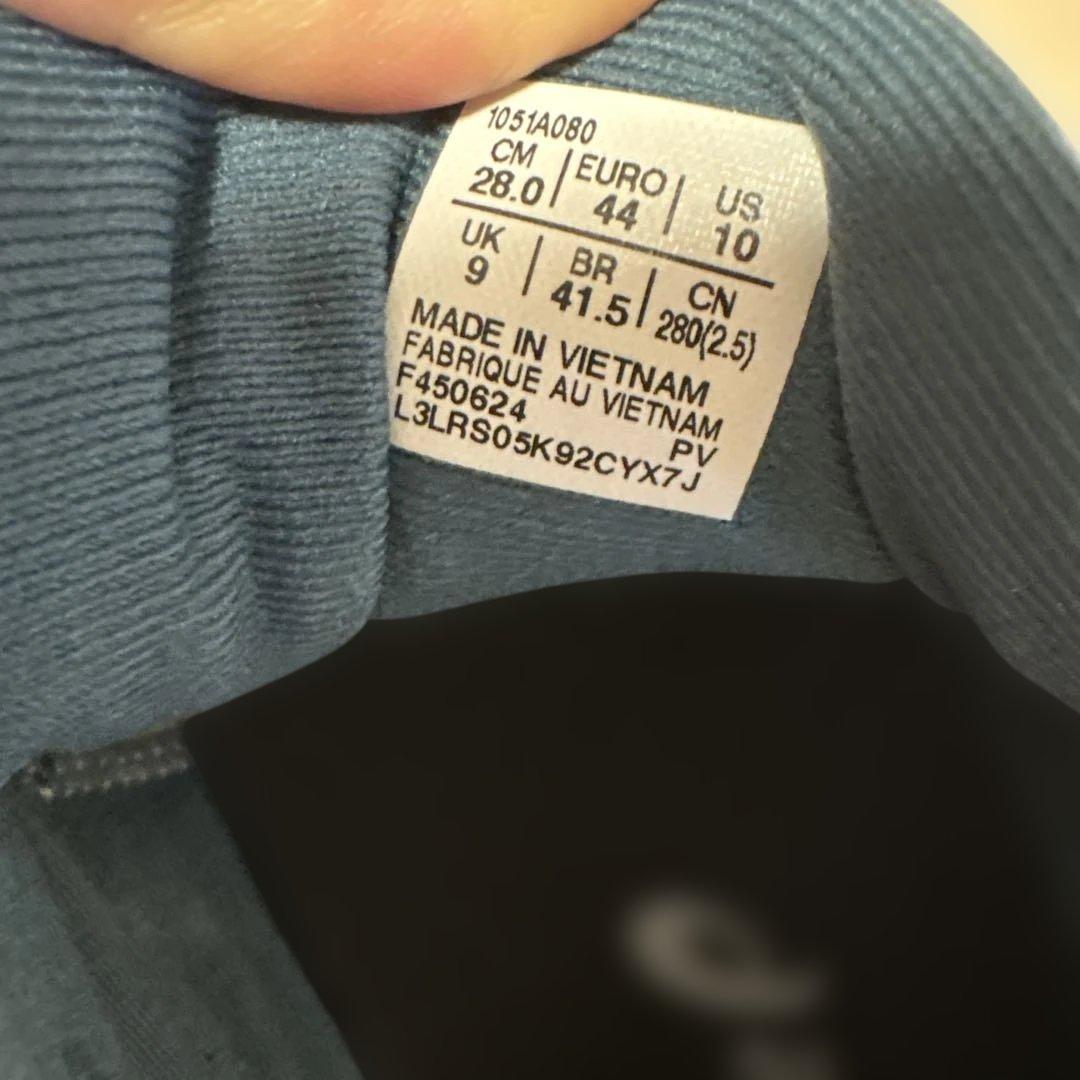 1051A080
CM | EURO | US
28.0 | 44 | 10
UK | BR | CN
9 | 41.5 | 280(2.5)
MADE IN VIETNAM
FABRIQUE AU VIETNAM
F450624 PV
L3LRS05K92CYX7J